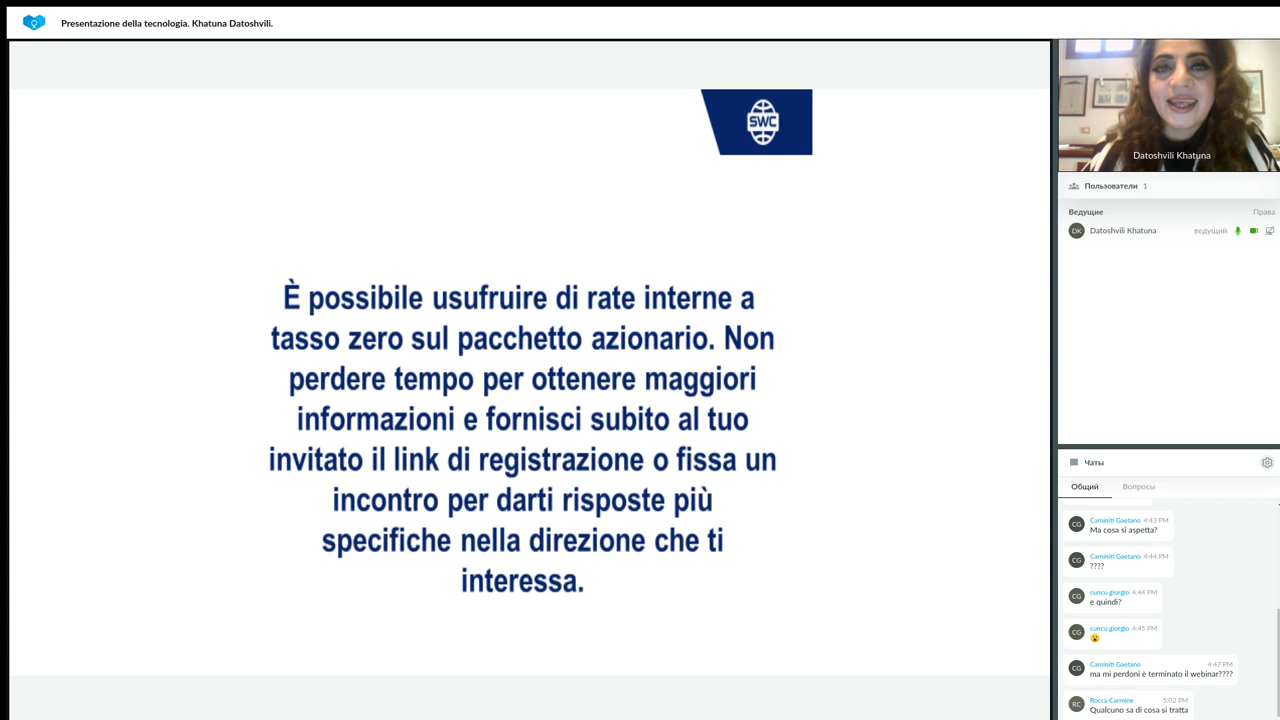 Presentazione della tecnologia. Khatuna Datoshvili.
SWC
È possibile usufruire di rate interne a
tasso zero sul pacchetto azionario. Non
perdere tempo per ottenere maggiori
informazioni e fornisci subito al tuo
invitato il link di registrazione o fissa un
incontro per darti risposte più
specifiche nella direzione che ti
interessa.
Datoshvili Khatuna
Пользователи 1
Ведущие Права
DK Datoshvili Khatuna ведущий
Чаты
Общий Вопросы
CG Caminiti Gaetano 4:43 PM
Ma cosa si aspetta?
CG Caminiti Gaetano 4:44 PM
????
CG cuncu giorgio 4:44 PM
e quindi?
CG cuncu giorgio 4:45 PM
😮
CG Caminiti Gaetano 4:47 PM
ma mi perdoni è terminato il webinar????
RC Rocca Carmine 5:02 PM
Qualcuno sa di cosa si tratta